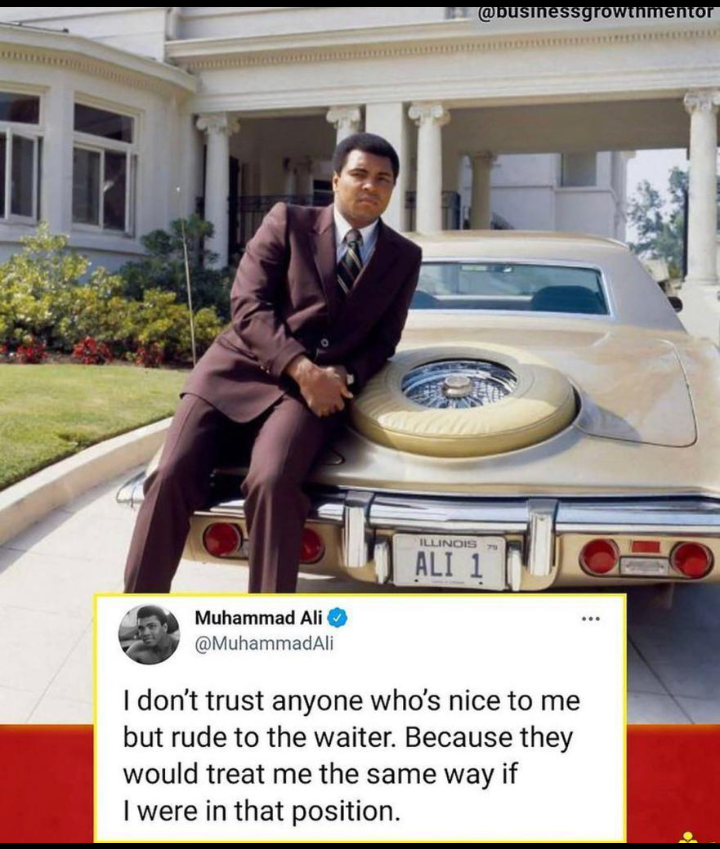 @businessgrowthmentor
ILLINOIS 79
ALI 1
Muhammad Ali
@MuhammadAli
I don't trust anyone who's nice to me
but rude to the waiter. Because they
would treat me the same way if
I were in that position.